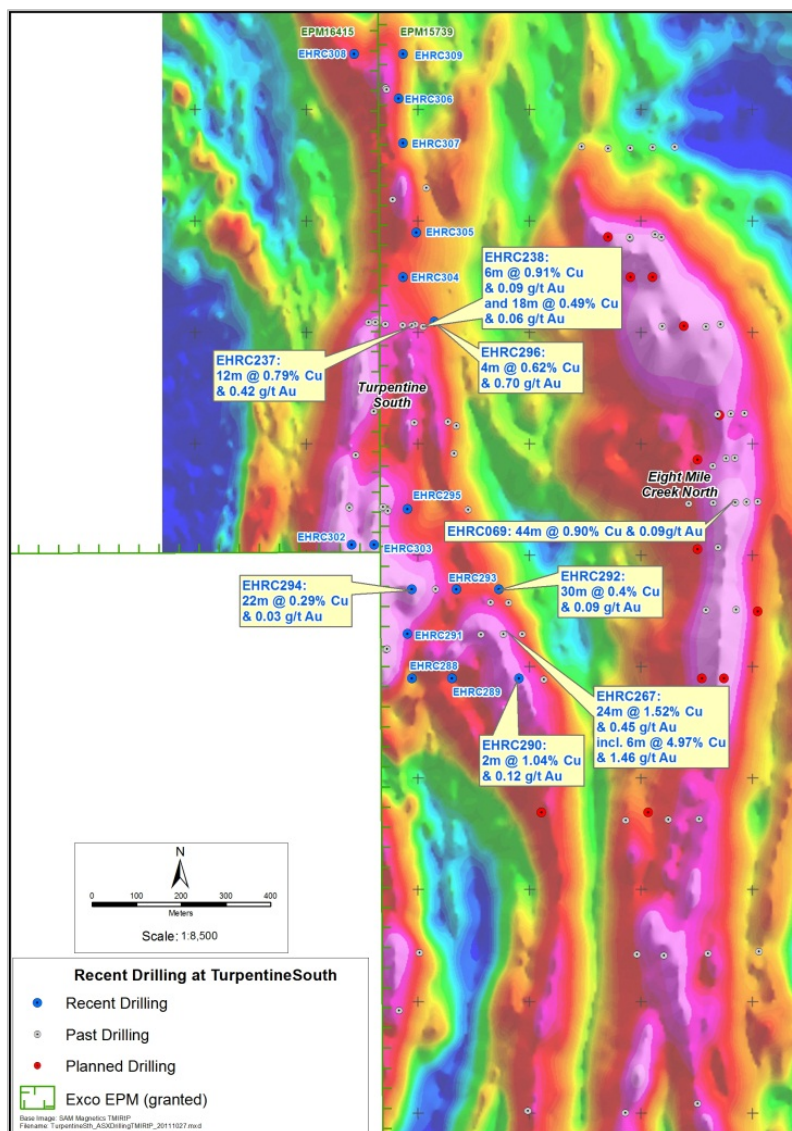 EPM16415
EPM15739
EHRC308
EHRC309
EHRC306
EHRC307
EHRC305
EHRC304
EHRC238:
6m @ 0.91% Cu
& 0.09 g/t Au
and 18m @ 0.49% Cu
& 0.06 g/t Au
EHRC237:
12m @ 0.79% Cu
& 0.42 g/t Au
EHRC296:
4m @ 0.62% Cu
& 0.70 g/t Au
Turpentine
South
Eight Mile
Creek North
EHRC295
EHRC069: 44m @ 0.90% Cu & 0.09g/t Au
EHRC302
EHRC303
EHRC294:
22m @ 0.29% Cu
& 0.03 g/t Au
EHRC293
EHRC292:
30m @ 0.4% Cu
& 0.09 g/t Au
EHRC291
EHRC288
EHRC289
EHRC267:
24m @ 1.52% Cu
& 0.45 g/t Au
incl. 6m @ 4.97% Cu
& 1.46 g/t Au
EHRC290:
2m @ 1.04% Cu
& 0.12 g/t Au
N
0 100 200 300 400
Meters
Scale: 1:8,500
Recent Drilling at TurpentineSouth
Recent Drilling
Past Drilling
Planned Drilling
Exco EPM (granted)
Base Image: SAM Magnetics TMIRtP
Filename: TurpentineSth_ASXDrillingTMIRtP_20111027.mxd